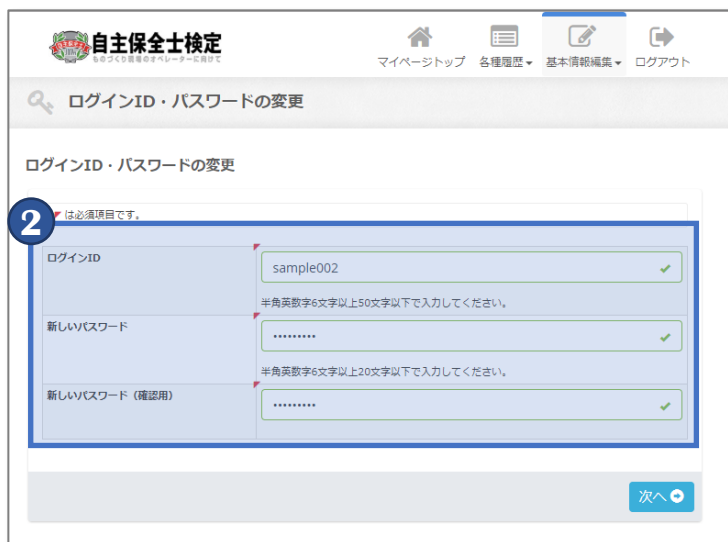 自主保全士検定
ものづくり現場のオペレーターに向けて
マイページトップ 各種履歴 基本情報編集 ログアウト
ログインID・パスワードの変更
ログインID・パスワードの変更
は必須項目です。
2
ログインID
sample002
半角英数字6文字以上50文字以下で入力してください。
新しいパスワード
•••••••••
半角英数字6文字以上20文字以下で入力してください。
新しいパスワード（確認用）
•••••••••
次へ